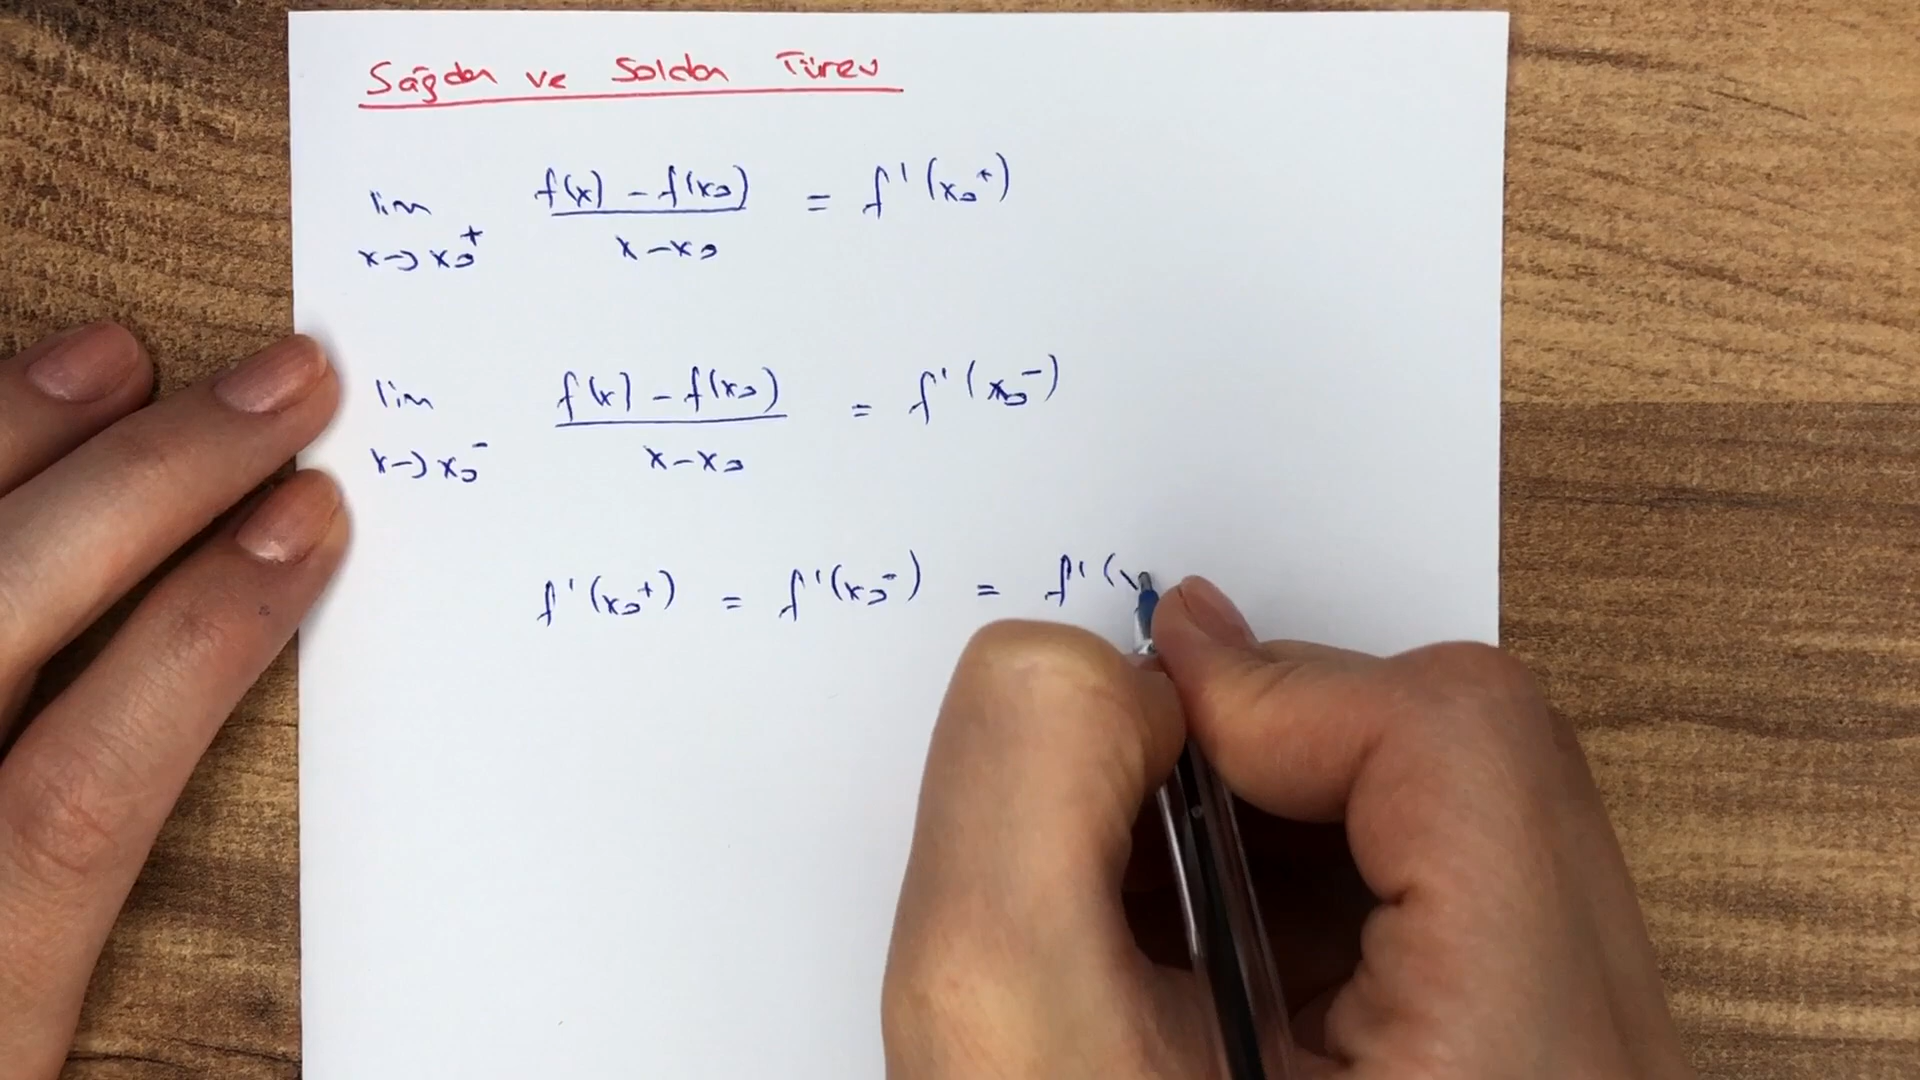 Sağdan ve Soldan Türev
lim f(x) - f(x₀) = f'(x₀⁺)
x→x₀⁺ x-x₀
lim f(x) - f(x₀) = f'(x₀⁻)
x→x₀⁻ x-x₀
f'(x₀⁺) = f'(x₀⁻) = f'(x